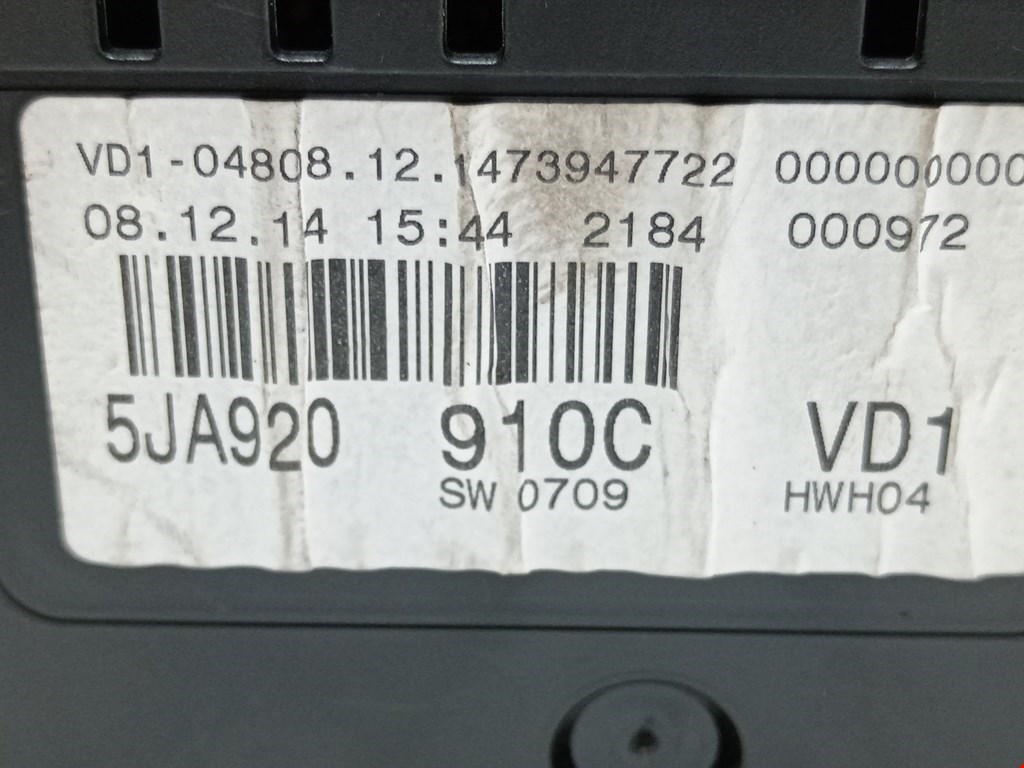 VD1-04808.12.1473947722 000000000
08.12.14 15:44 2184 000972
5JA920 910C VD1
SW 0709 HWH04